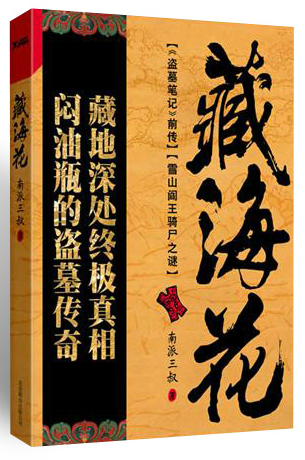 藏海花
【《盗墓笔记》前传】【雪山阎王骑尸之谜】
南派三叔
著
藏地深处终极真相
闷油瓶的盗墓传奇
藏海花
南派三叔
著